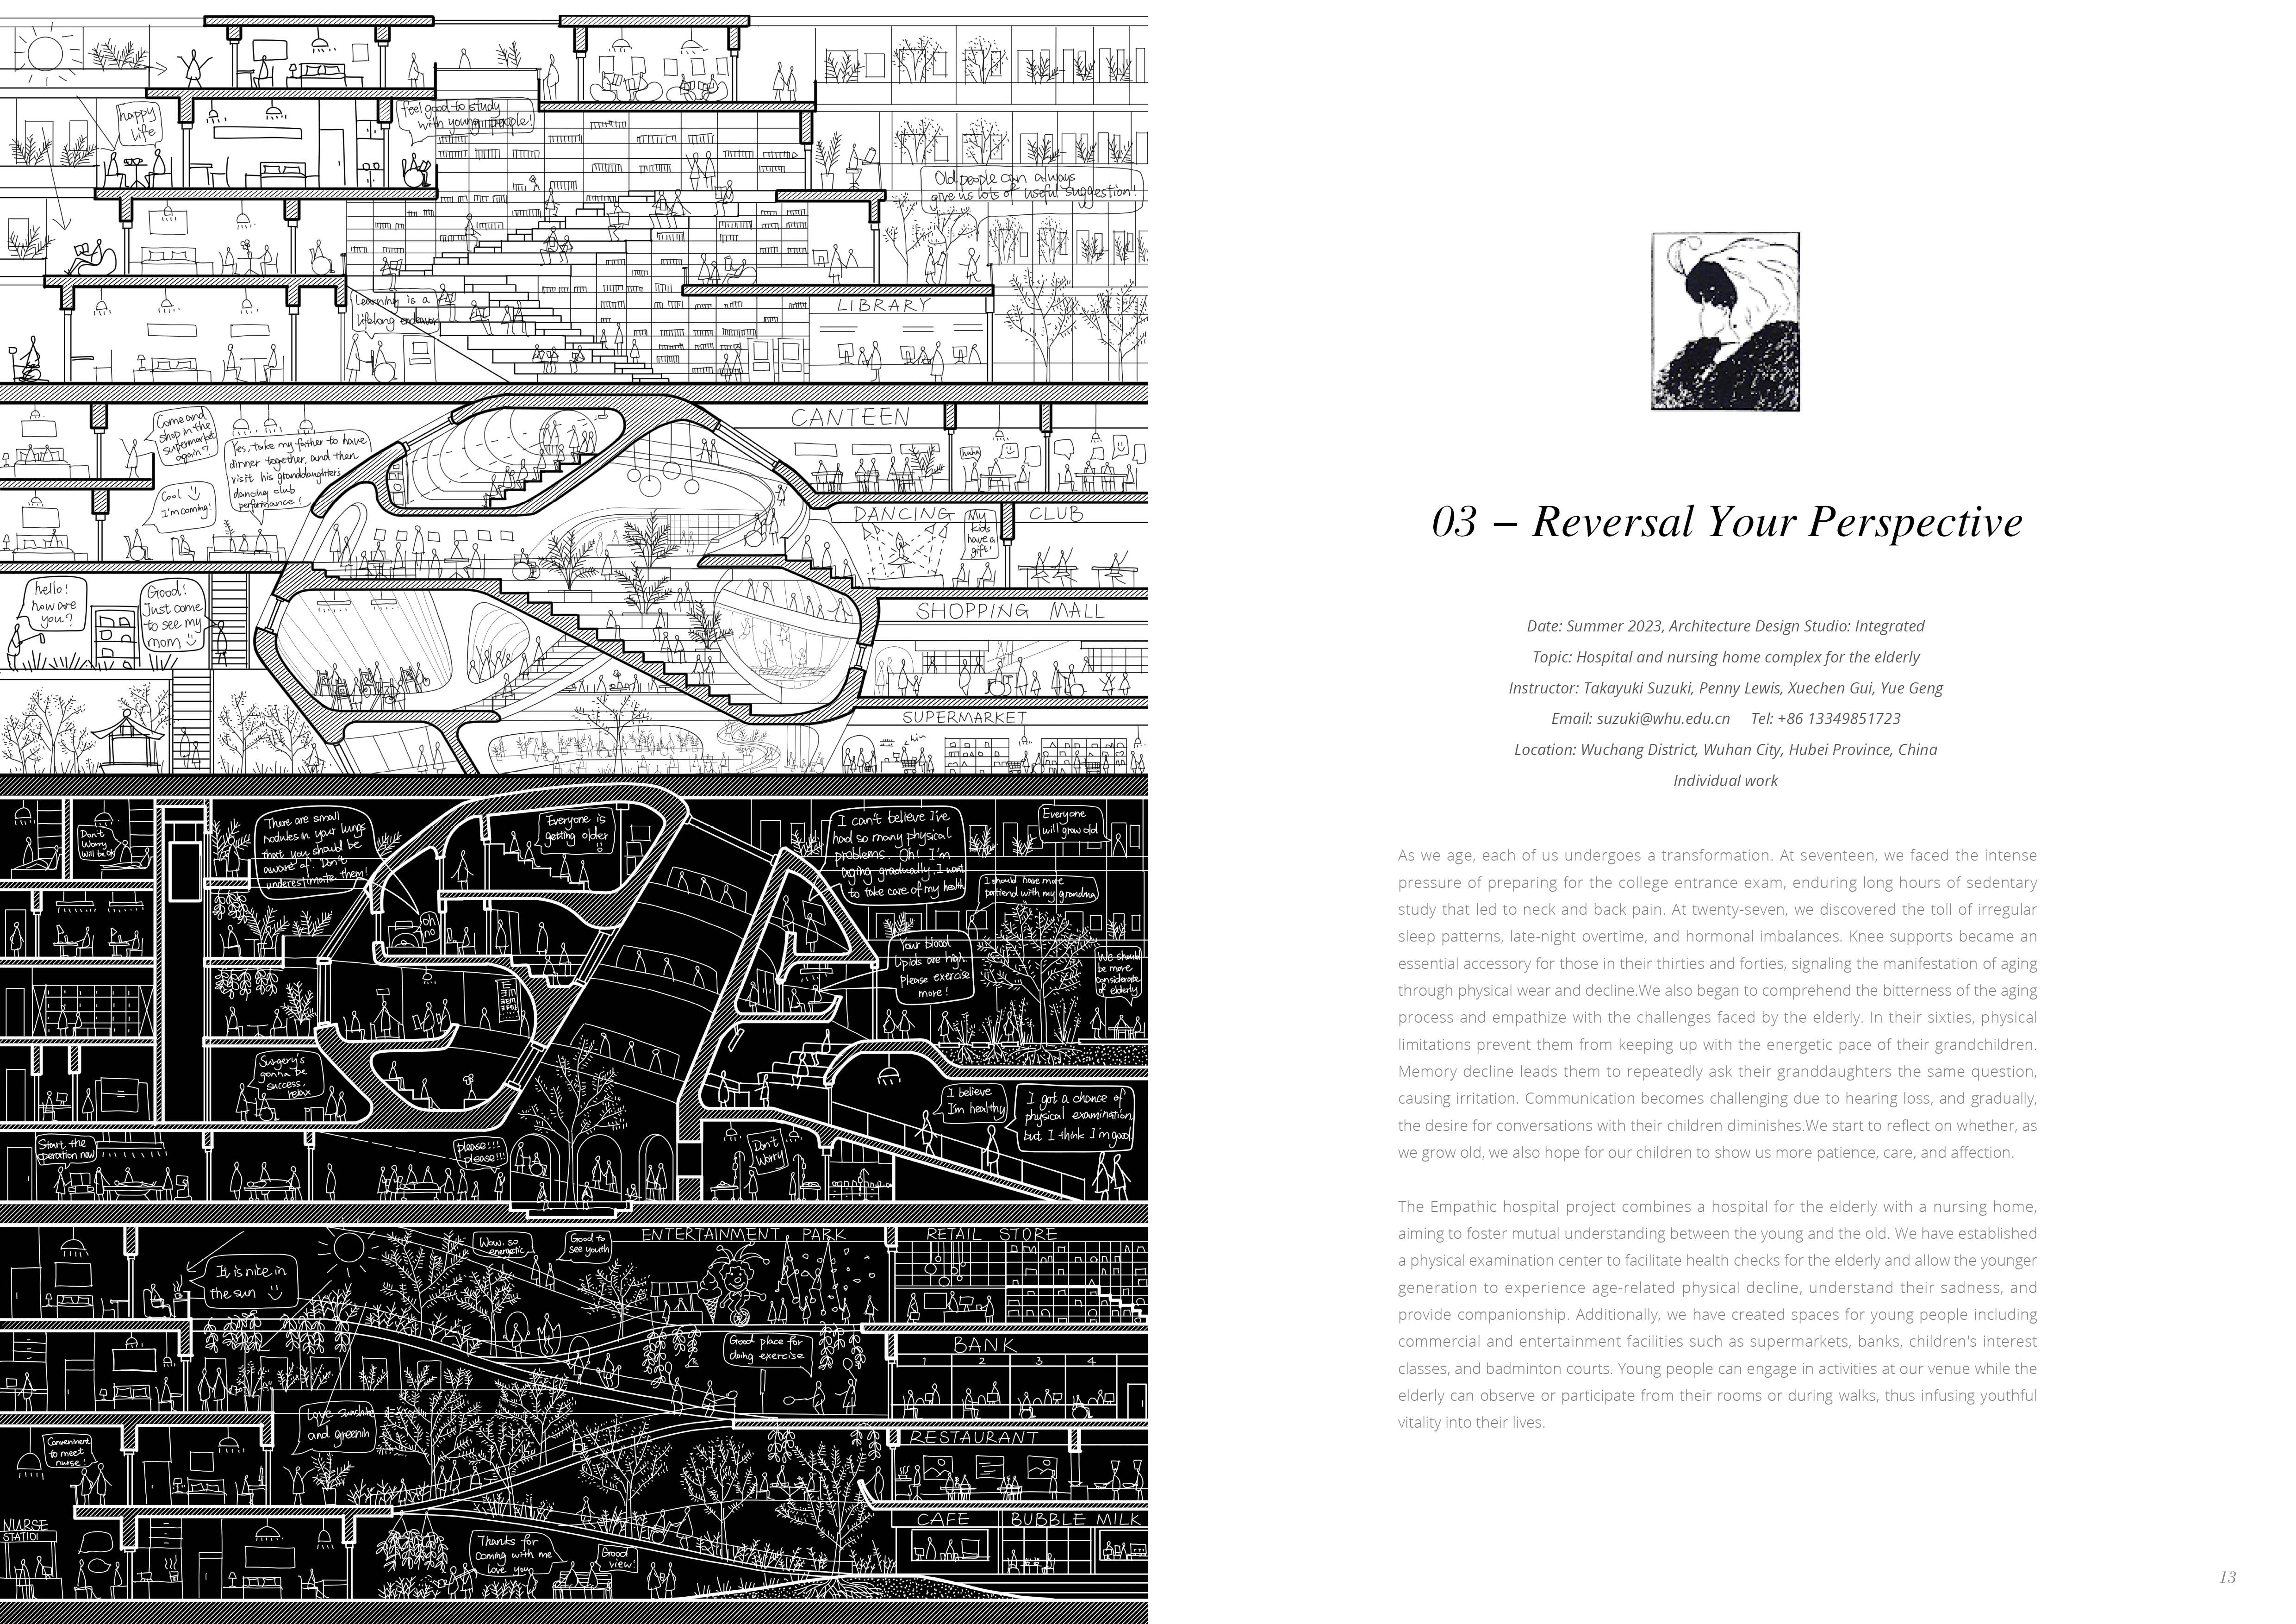 happy
life
feel good to study
with young people!
Old people can always
give us lots of useful suggestion!
Learning is a
lifelong endeavor
LIBRARY
Come and
shop in the
supermarket
again?
Yes, take my father to have
dinner together, and then
visit his granddaughter's
dancing club
performance!
Cool
I'm coming!
CANTEEN
haha
DANCING CLUB
My
kids
have a
gift!
hello!
how are
you?
Good!
Just come
to see my
mom
SHOPPING MALL
SUPERMARKET
Don't
Worry
Will be ok
There are small
nodules in your lungs
that you should be
aware of. Don't
underestimate them!
Everyone is
getting older
I can't believe I've
had so many physical
problems. Oh! I'm
aging gradually. I want
to take care of my health
Everyone
will grow old
I should have more
patiend with my grandma
oh
no
Your blood
lipids are high.
Please exercise
more!
We should
be more
considerate
of elderly
Surgery's
gonna be
success,
relax
I believe
I'm healthy
I got a chance of
physical examination,
but I think I'm good
Start the
operation now
please!!!
please!!!
Don't
Worry
Wow, so
energetic
Good to
see youth
ENTERTAINMENT PARK
RETAIL STORE
It is nice in
the sun
Good place for
doing exercise
BANK
1 2 3 4
Love sunshine
and greenin
Convenient
to meet
nurse!
RESTAURANT
NURSE
STATIOI
Thanks for
coming with me
love you
Groood
view!
CAFE
BUBBLE MILK
03 – Reversal Your Perspective
Date: Summer 2023, Architecture Design Studio: Integrated
Topic: Hospital and nursing home complex for the elderly
Instructor: Takayuki Suzuki, Penny Lewis, Xuechen Gui, Yue Geng
Email: suzuki@whu.edu.cn Tel: +86 13349851723
Location: Wuchang District, Wuhan City, Hubei Province, China
Individual work
As we age, each of us undergoes a transformation. At seventeen, we faced the intense
pressure of preparing for the college entrance exam, enduring long hours of sedentary
study that led to neck and back pain. At twenty-seven, we discovered the toll of irregular
sleep patterns, late-night overtime, and hormonal imbalances. Knee supports became an
essential accessory for those in their thirties and forties, signaling the manifestation of aging
through physical wear and decline.We also began to comprehend the bitterness of the aging
process and empathize with the challenges faced by the elderly. In their sixties, physical
limitations prevent them from keeping up with the energetic pace of their grandchildren.
Memory decline leads them to repeatedly ask their granddaughters the same question,
causing irritation. Communication becomes challenging due to hearing loss, and gradually,
the desire for conversations with their children diminishes.We start to reflect on whether, as
we grow old, we also hope for our children to show us more patience, care, and affection.
The Empathic hospital project combines a hospital for the elderly with a nursing home,
aiming to foster mutual understanding between the young and the old. We have established
a physical examination center to facilitate health checks for the elderly and allow the younger
generation to experience age-related physical decline, understand their sadness, and
provide companionship. Additionally, we have created spaces for young people including
commercial and entertainment facilities such as supermarkets, banks, children's interest
classes, and badminton courts. Young people can engage in activities at our venue while the
elderly can observe or participate from their rooms or during walks, thus infusing youthful
vitality into their lives.
13